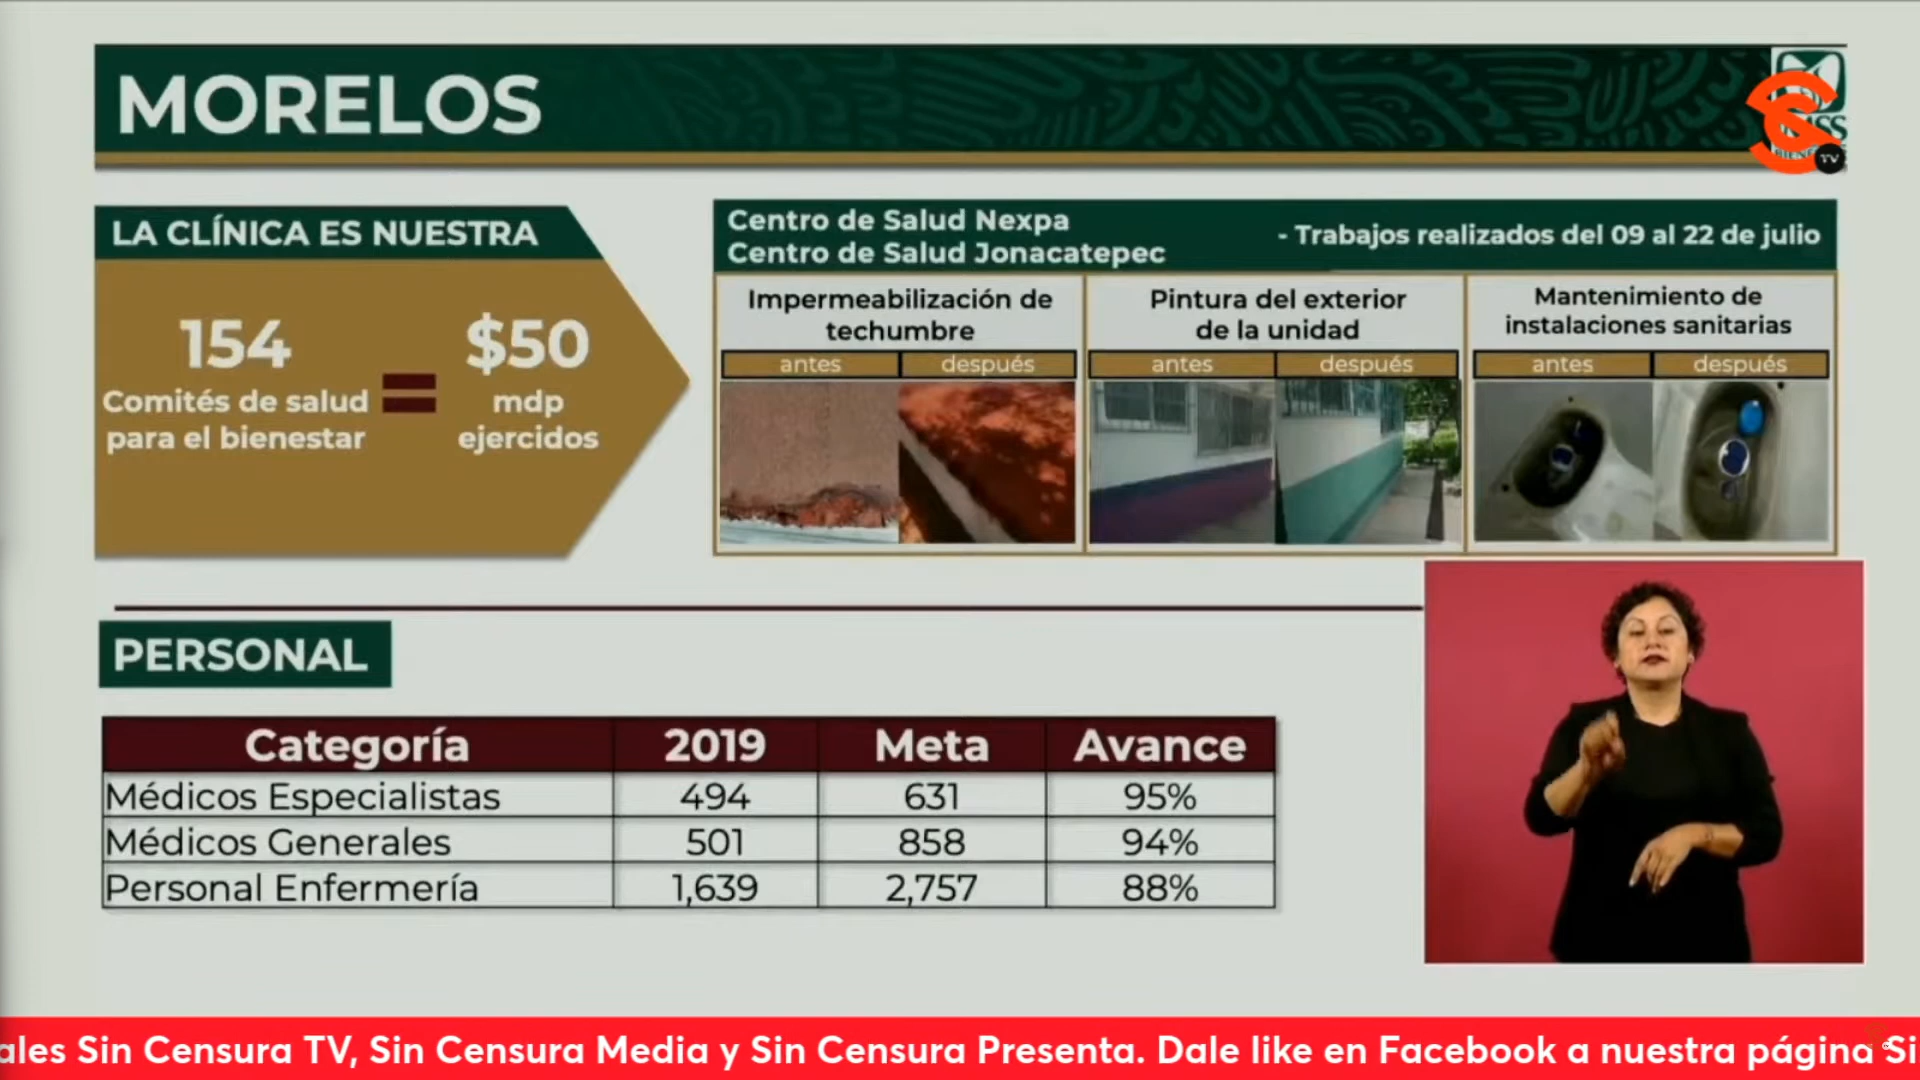 MORELOS
TV
LA CLÍNICA ES NUESTRA
154
Comités de salud
para el bienestar
=
$50
mdp
ejercidos
Centro de Salud Nexpa
Centro de Salud Jonacatepec
- Trabajos realizados del 09 al 22 de julio
Impermeabilización de
techumbre
antes después
Pintura del exterior
de la unidad
antes después
Mantenimiento de
instalaciones sanitarias
antes después
PERSONAL
Categoría 2019 Meta Avance
Médicos Especialistas 494 631 95%
Médicos Generales 501 858 94%
Personal Enfermería 1,639 2,757 88%
ales Sin Censura TV, Sin Censura Media y Sin Censura Presenta. Dale like en Facebook a nuestra página Si